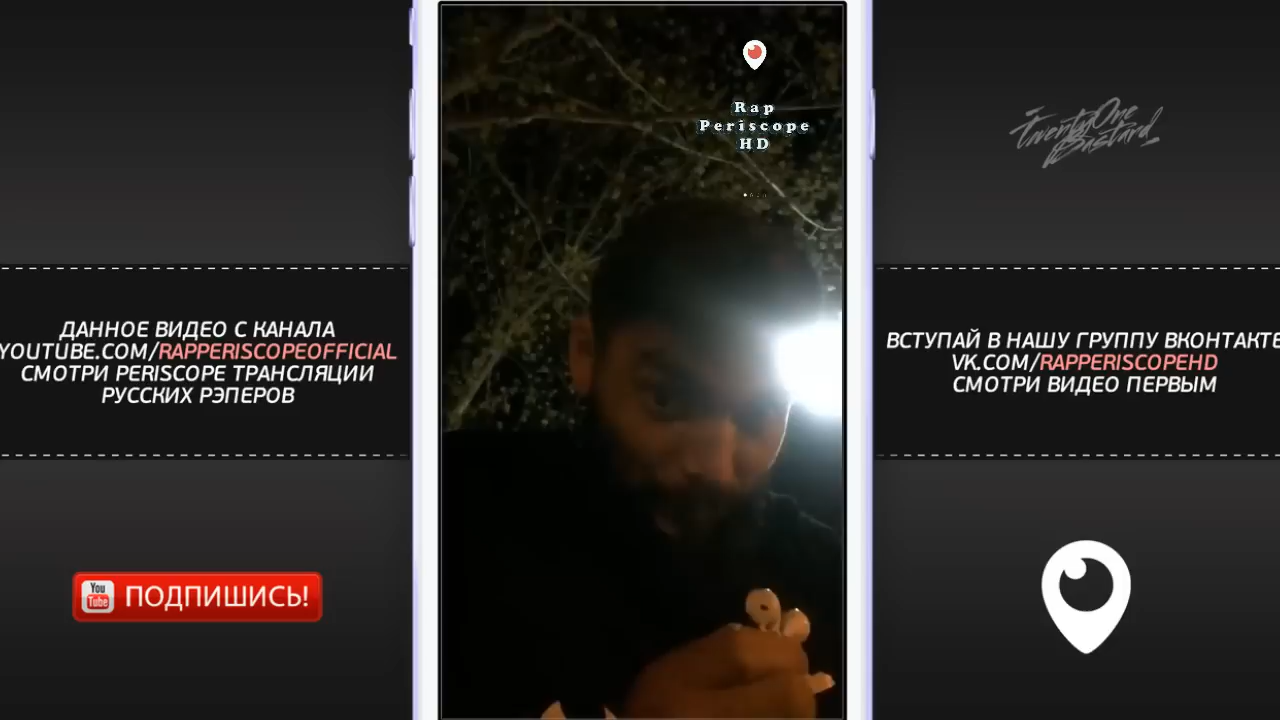 Rap
Periscope
HD
TwentyOne
Bastard
ДАННОЕ ВИДЕО С КАНАЛА
YOUTUBE.COM/RAPPERISCOPEOFFICIAL
СМОТРИ PERISCOPE ТРАНСЛЯЦИИ
РУССКИХ РЭПЕРОВ
ВСТУПАЙ В НАШУ ГРУППУ ВКОНТАКТЕ
VK.COM/RAPPERISCOPEHD
СМОТРИ ВИДЕО ПЕРВЫМ
You
Tube
ПОДПИШИСЬ!